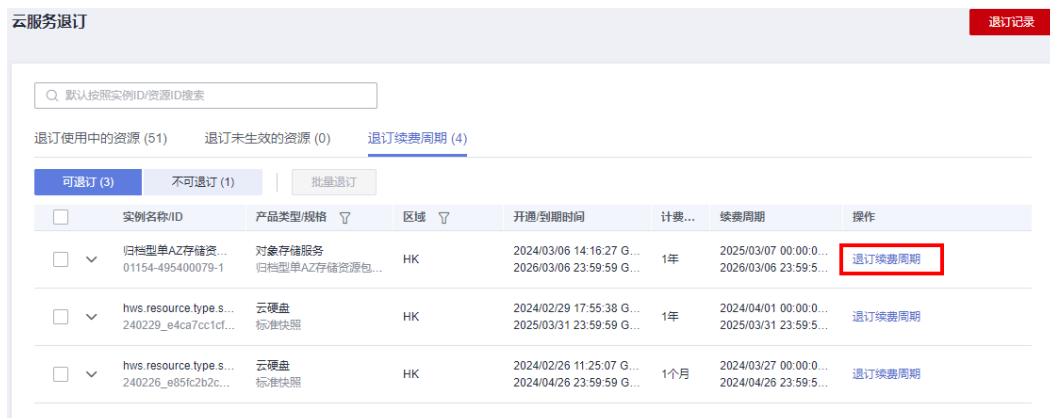 云服务退订
退订记录
默认按照实例ID/资源ID搜索
退订使用中的资源 (51) 退订未生效的资源 (0) 退订续费周期 (4)
可退订 (3) 不可退订 (1) 批量退订
实例名称/ID 产品类型/规格 区域 开通/到期时间 计费... 续费周期 操作
归档型单AZ存储资... 对象存储服务 HK 2024/03/06 14:16:27 G... 1年 2025/03/07 00:00:0... 退订续费周期
01154-495400079-1 归档型单AZ存储资源包... 2026/03/06 23:59:59 G... 2026/03/06 23:59:5...
hws.resource.type.s... 云硬盘 HK 2024/02/29 17:55:38 G... 1年 2024/04/01 00:00:0... 退订续费周期
240229_e4ca7cc1cf... 标准快照 2025/03/31 23:59:59 G... 2025/03/31 23:59:5...
hws.resource.type.s... 云硬盘 HK 2024/02/26 11:25:07 G... 1个月 2024/03/27 00:00:0... 退订续费周期
240226_e85fc2b2c... 标准快照 2024/04/26 23:59:59 G... 2024/04/26 23:59:5...